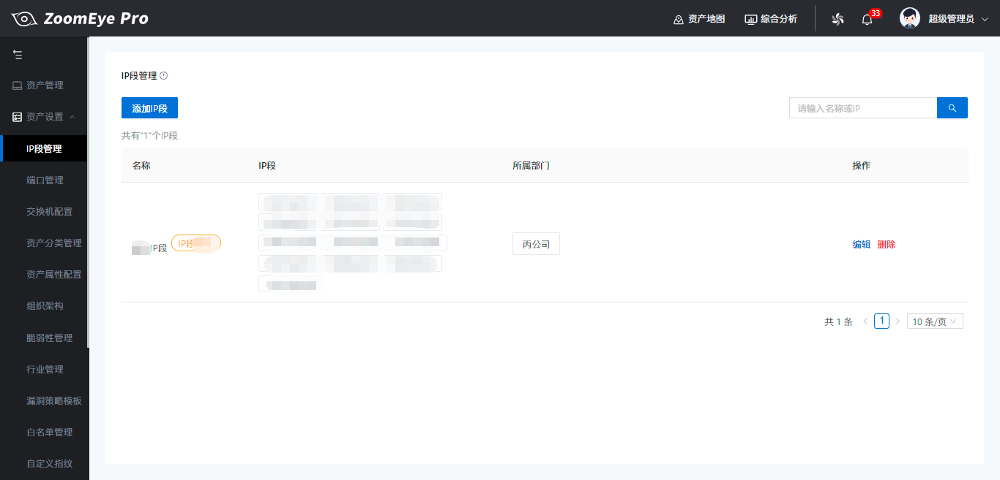 ZoomEye Pro
资产地图
综合分析
33
超级管理员
资产管理
资产设置
IP段管理
端口管理
交换机配置
资产分类管理
资产属性配置
组织架构
脆弱性管理
行业管理
漏洞策略模板
白名单管理
自定义指纹
IP段管理
添加IP段
请输入名称或IP
共有"1"个IP段
名称 IP段 所属部门 操作
IP段 IP段 丙公司 编辑 删除
共 1 条 < 1 > 10 条/页